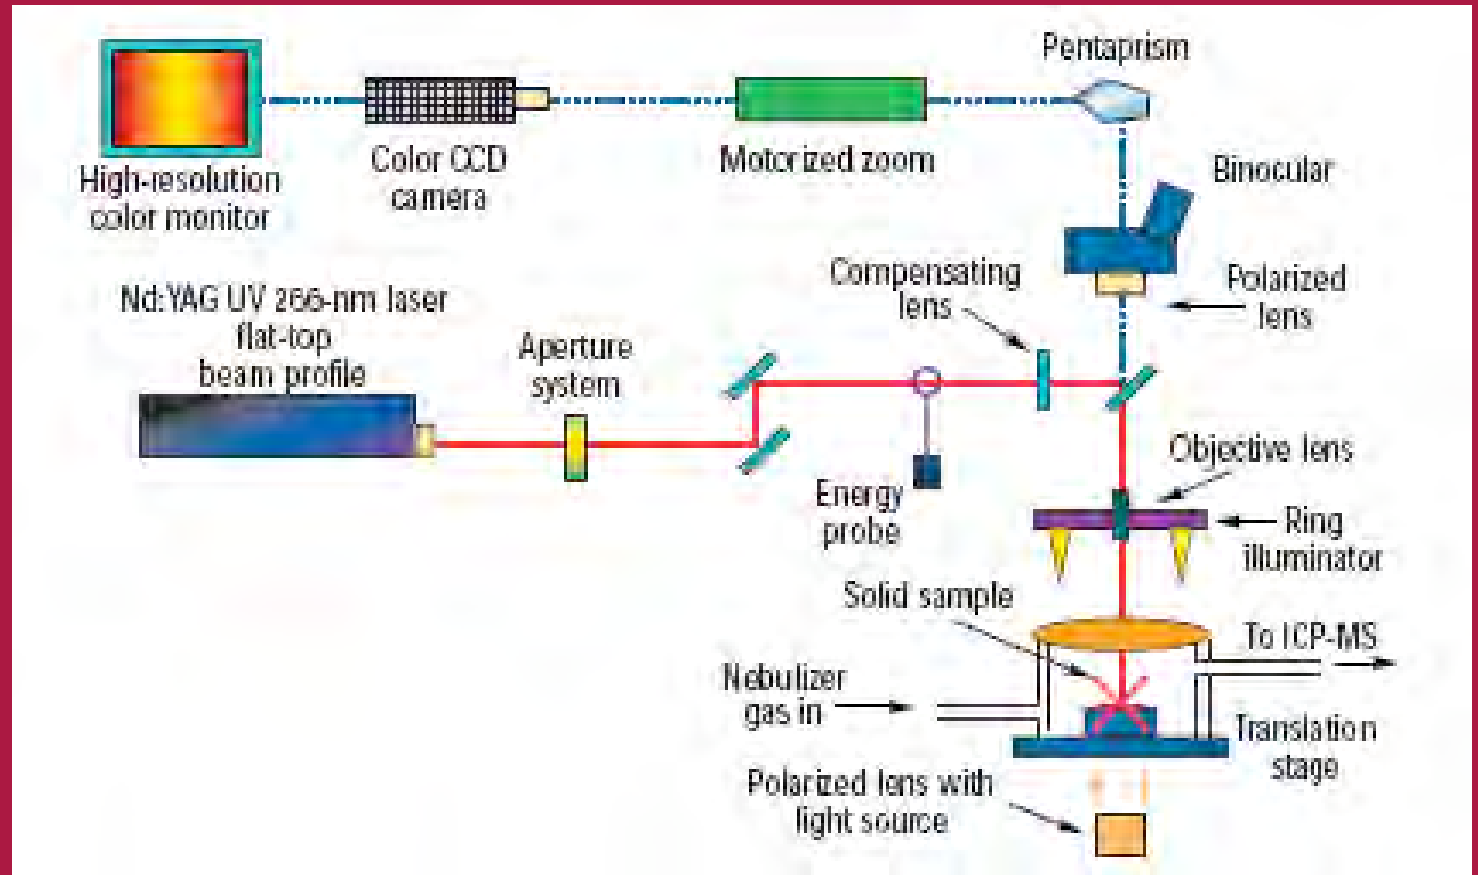 Pentaprism
Color CCD
camera
Motorized zoom
High-resolution
color monitor
Binocular
Compensating
lens
Polarized
lens
Nd:YAG UV 266-nm laser
flat-top
beam profile
Aperture
system
Objective lens
Energy
probe
Ring
illuminator
Solid sample
To ICP-MS
Nebulizer
gas in
Translation
stage
Polarized lens with
light source